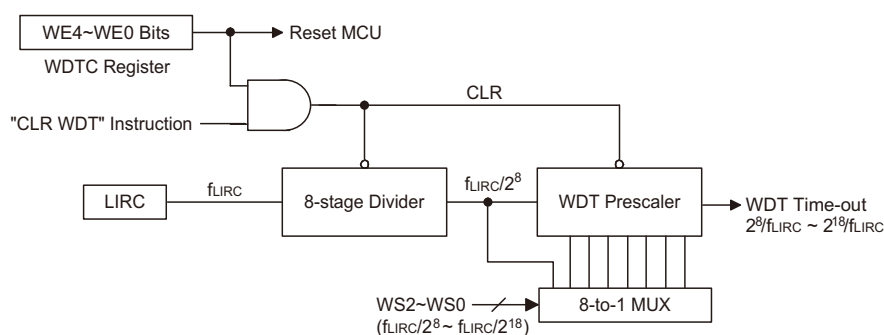 WE4~WE0 Bits
Reset MCU
WDTC Register
CLR
"CLR WDT" Instruction
LIRC
fLIRC
8-stage Divider
fLIRC/2⁸
WDT Prescaler
WDT Time-out
2⁸/fLIRC ~ 2¹⁸/fLIRC
WS2~WS0
(fLIRC/2⁸ ~ fLIRC/2¹⁸)
8-to-1 MUX